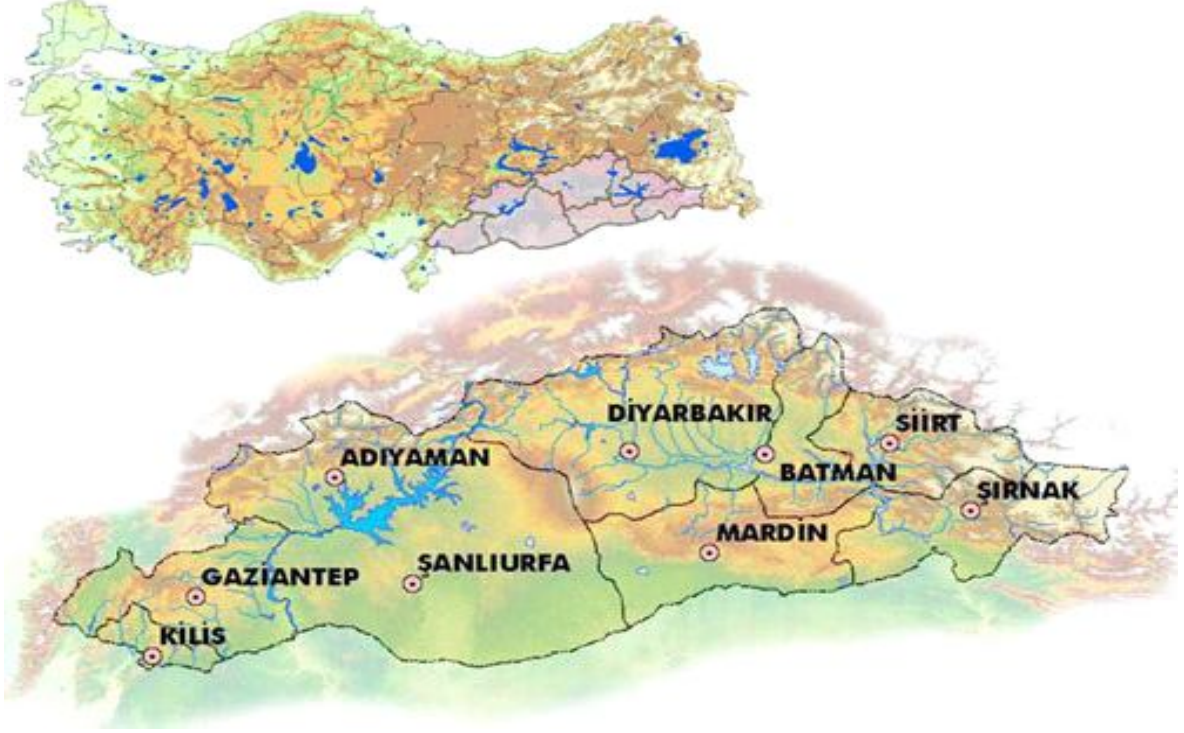 DİYARBAKIR
SİİRT
ADIYAMAN
BATMAN
ŞIRNAK
MARDİN
GAZİANTEP
ŞANLIURFA
KİLİS